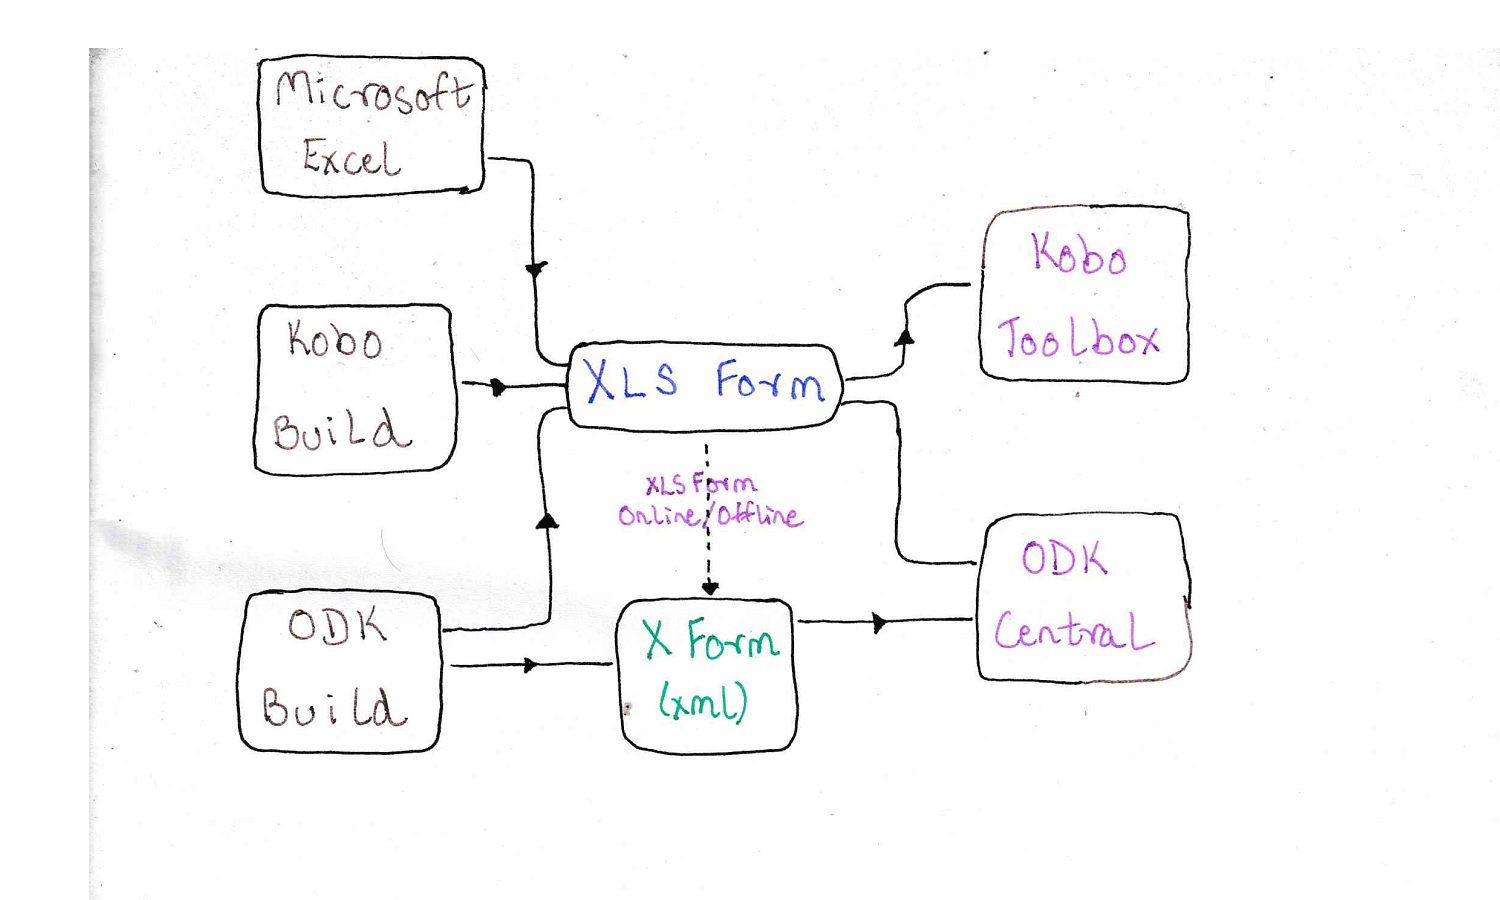 Microsoft
Excel
Kobo
Build
ODK
Build
XLS Form
XLS Form
Online/Offline
X Form
(xml)
Kobo
Toolbox
ODK
Central